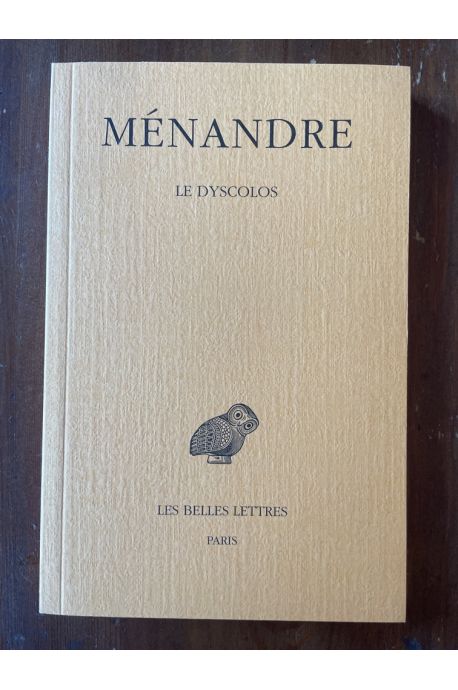 MÉNANDRE
LE DYSCOLOS
LES BELLES LETTRES
PARIS